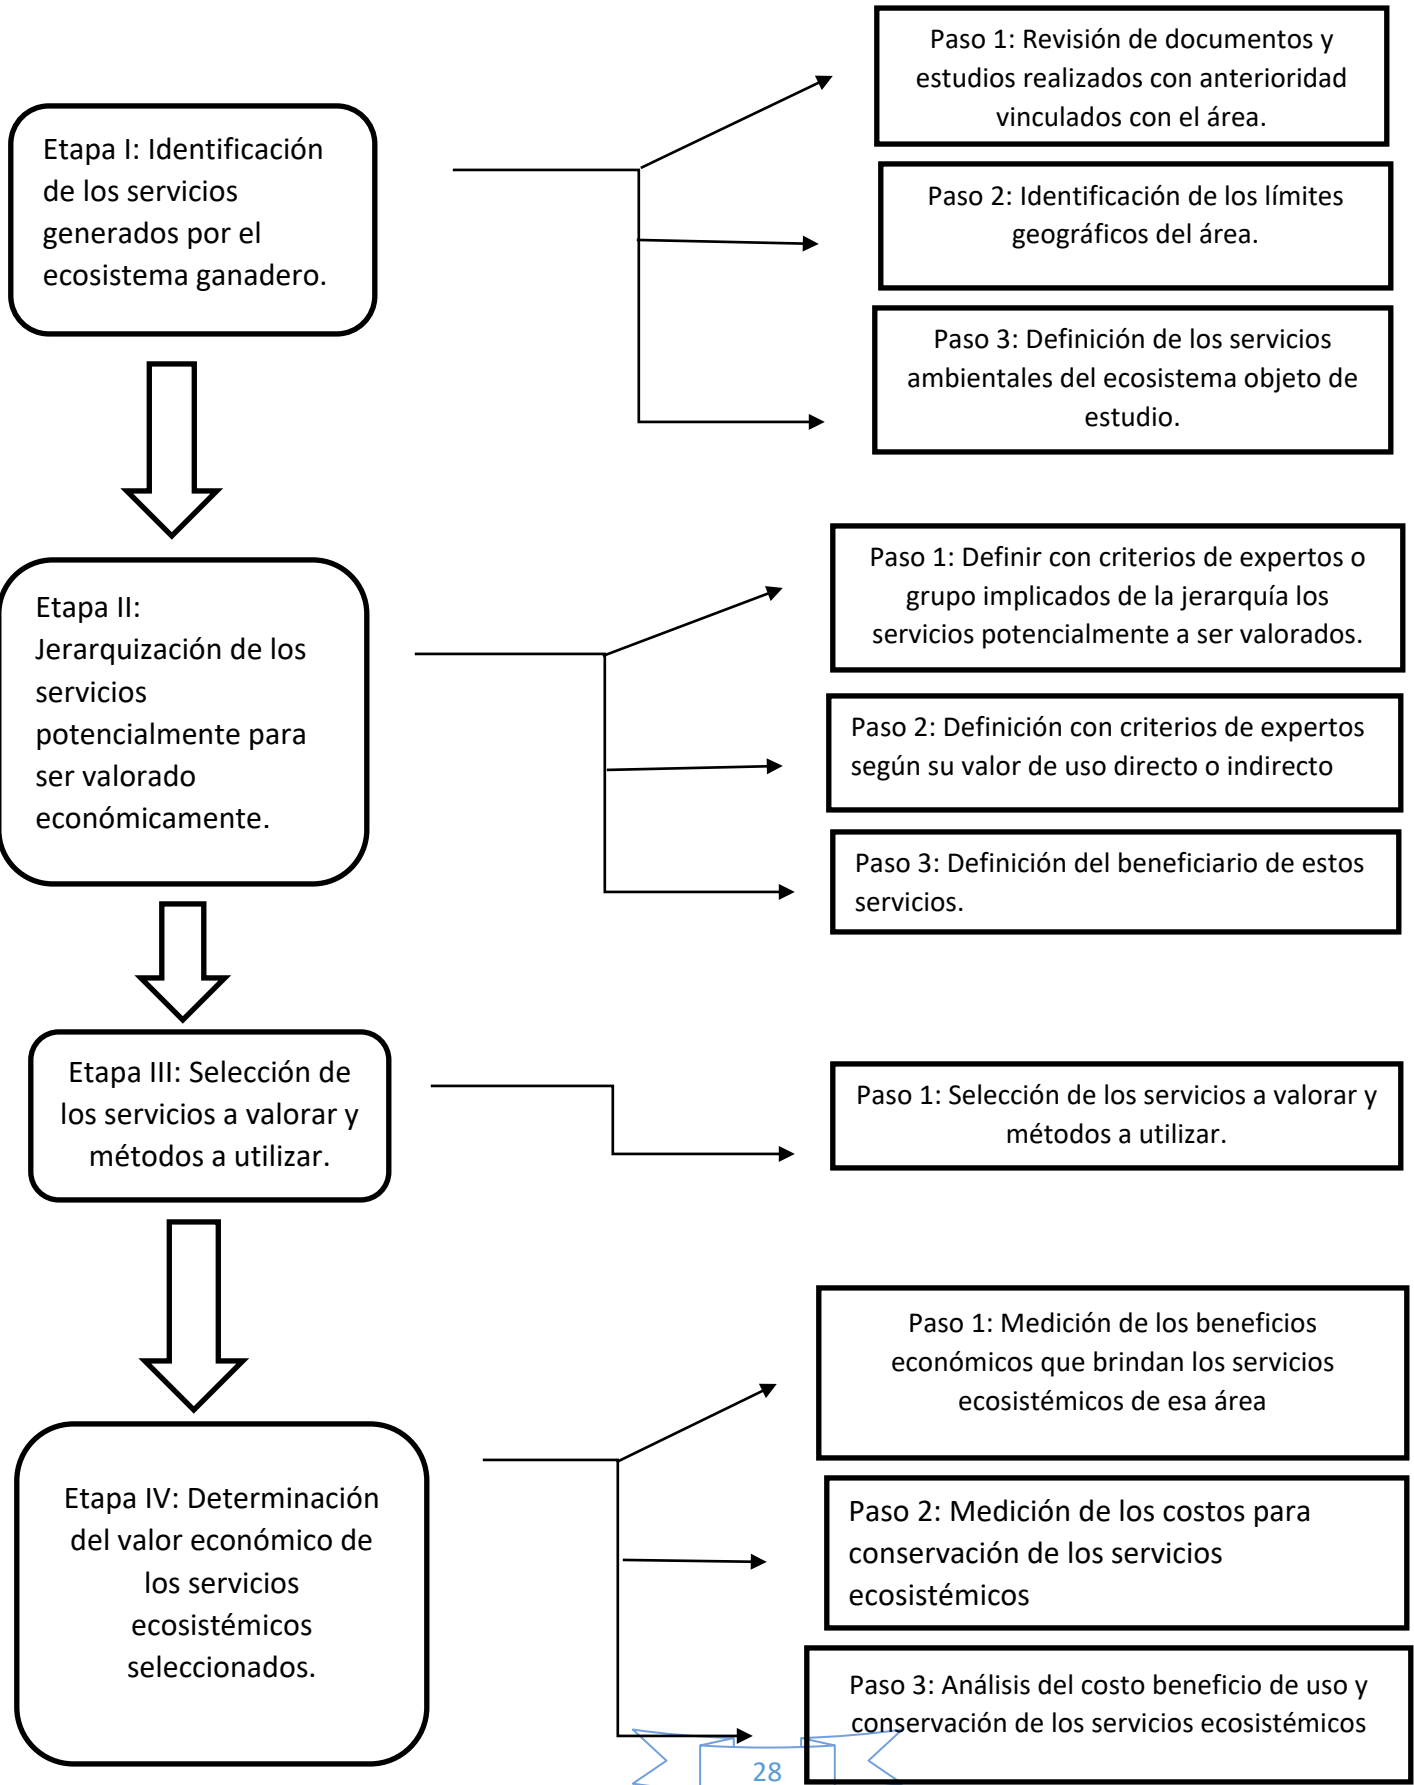 Etapa I: Identificación
de los servicios
generados por el
ecosistema ganadero.
Paso 1: Revisión de documentos y
estudios realizados con anterioridad
vinculados con el área.
Paso 2: Identificación de los límites
geográficos del área.
Paso 3: Definición de los servicios
ambientales del ecosistema objeto de
estudio.
Etapa II:
Jerarquización de los
servicios
potencialmente para
ser valorado
económicamente.
Paso 1: Definir con criterios de expertos o
grupo implicados de la jerarquía los
servicios potencialmente a ser valorados.
Paso 2: Definición con criterios de expertos
según su valor de uso directo o indirecto
Paso 3: Definición del beneficiario de estos
servicios.
Etapa III: Selección de
los servicios a valorar y
métodos a utilizar.
Paso 1: Selección de los servicios a valorar y
métodos a utilizar.
Etapa IV: Determinación
del valor económico de
los servicios
ecosistémicos
seleccionados.
Paso 1: Medición de los beneficios
económicos que brindan los servicios
ecosistémicos de esa área
Paso 2: Medición de los costos para
conservación de los servicios
ecosistémicos
Paso 3: Análisis del costo beneficio de uso y
conservación de los servicios ecosistémicos
28